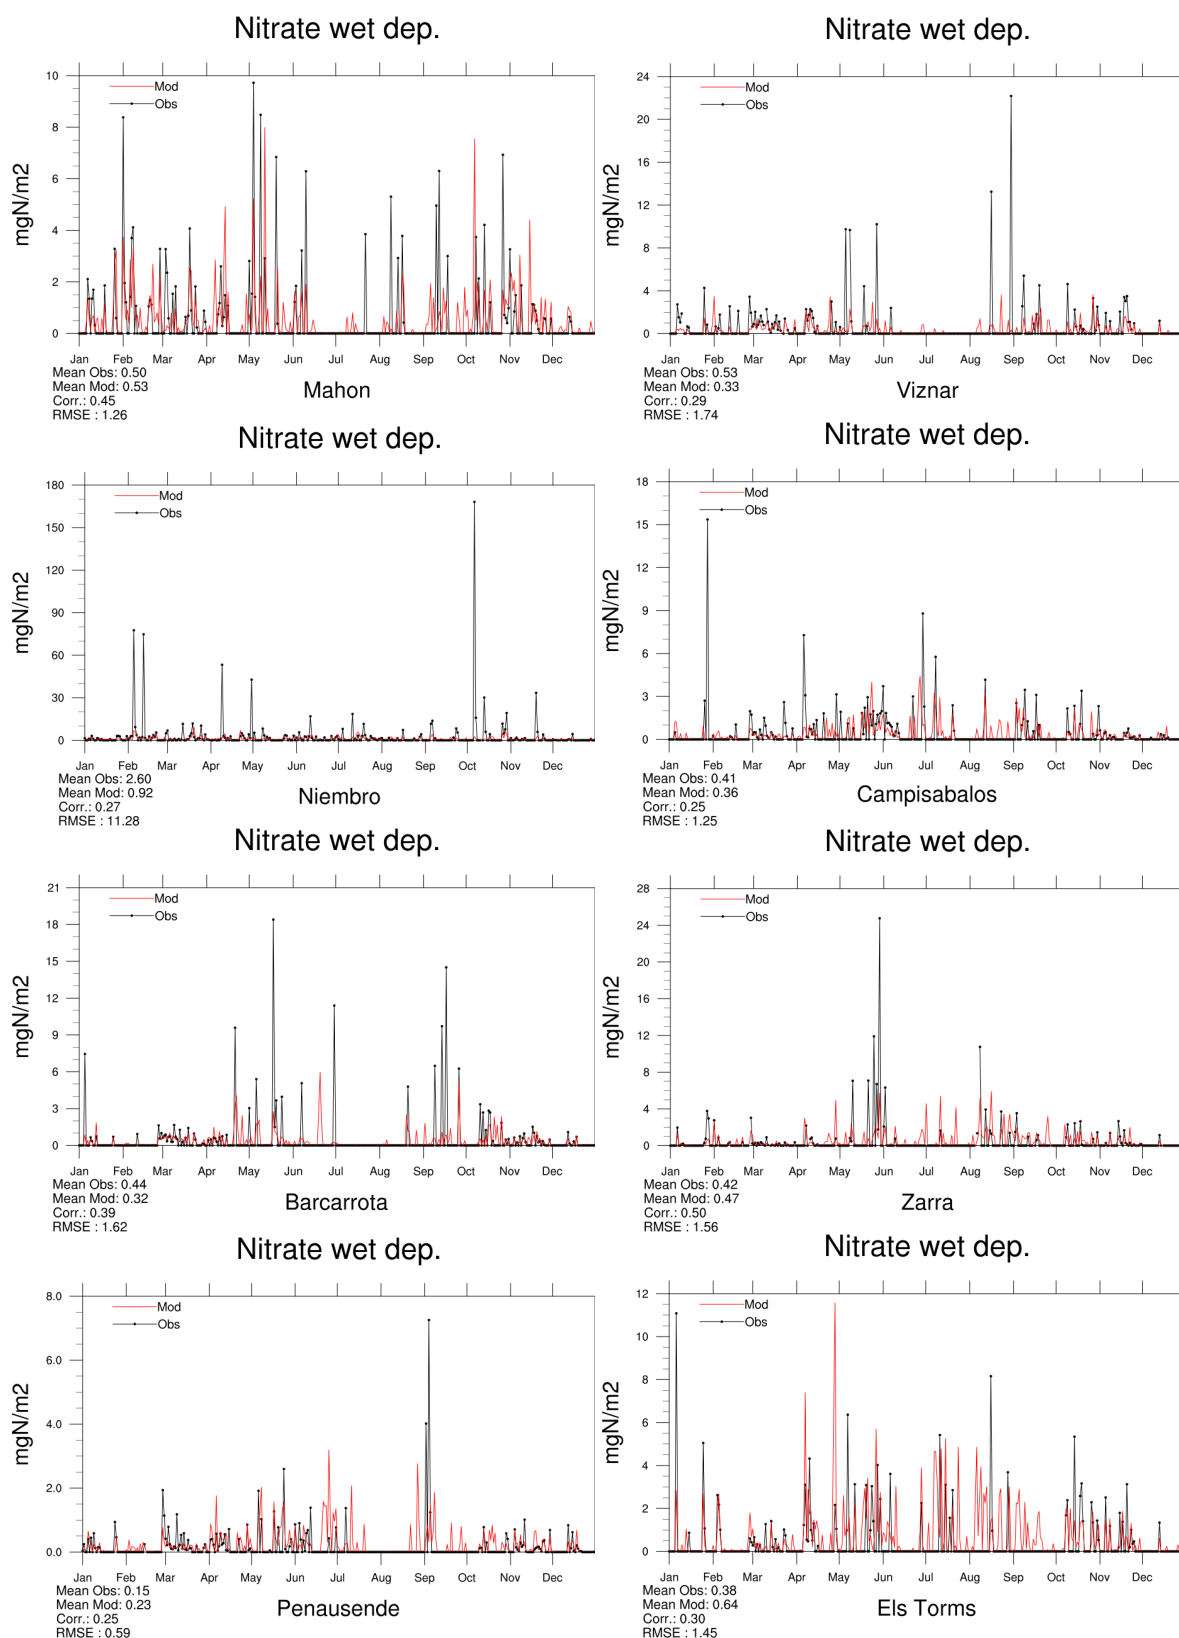 Nitrate wet dep.
mgN/m2
10
8
6
4
2
0
Mod
Obs
Jan Feb Mar Apr May Jun Jul Aug Sep Oct Nov Dec
Mean Obs: 0.50
Mean Mod: 0.53
Corr.: 0.45
RMSE : 1.26
Mahon
Nitrate wet dep.
mgN/m2
24
22
16
12
8
4
0
Mod
Obs
Jan Feb Mar Apr May Jun Jul Aug Sep Oct Nov Dec
Mean Obs: 0.53
Mean Mod: 0.33
Corr.: 0.29
RMSE : 1.74
Viznar
Nitrate wet dep.
mgN/m2
180
150
120
90
60
30
0
Mod
Obs
Jan Feb Mar Apr May Jun Jul Aug Sep Oct Nov Dec
Mean Obs: 2.60
Mean Mod: 0.92
Corr.: 0.27
RMSE : 11.28
Niembro
Nitrate wet dep.
mgN/m2
18
15
12
9
6
3
0
Mod
Obs
Jan Feb Mar Apr May Jun Jul Aug Sep Oct Nov Dec
Mean Obs: 0.41
Mean Mod: 0.36
Corr.: 0.25
RMSE : 1.25
Campisabalos
Nitrate wet dep.
mgN/m2
21
18
15
12
9
6
3
0
Mod
Obs
Jan Feb Mar Apr May Jun Jul Aug Sep Oct Nov Dec
Mean Obs: 0.44
Mean Mod: 0.32
Corr.: 0.39
RMSE : 1.62
Barcarrota
Nitrate wet dep.
mgN/m2
28
24
20
16
12
8
4
0
Mod
Obs
Jan Feb Mar Apr May Jun Jul Aug Sep Oct Nov Dec
Mean Obs: 0.42
Mean Mod: 0.47
Corr.: 0.50
RMSE : 1.56
Zarra
Nitrate wet dep.
mgN/m2
8.0
6.0
4.0
2.0
0.0
Mod
Obs
Jan Feb Mar Apr May Jun Jul Aug Sep Oct Nov Dec
Mean Obs: 0.15
Mean Mod: 0.23
Corr.: 0.25
RMSE : 0.59
Penausende
Nitrate wet dep.
mgN/m2
12
10
8
6
4
2
0
Mod
Obs
Jan Feb Mar Apr May Jun Jul Aug Sep Oct Nov Dec
Mean Obs: 0.38
Mean Mod: 0.64
Corr.: 0.30
RMSE : 1.45
Els Torms